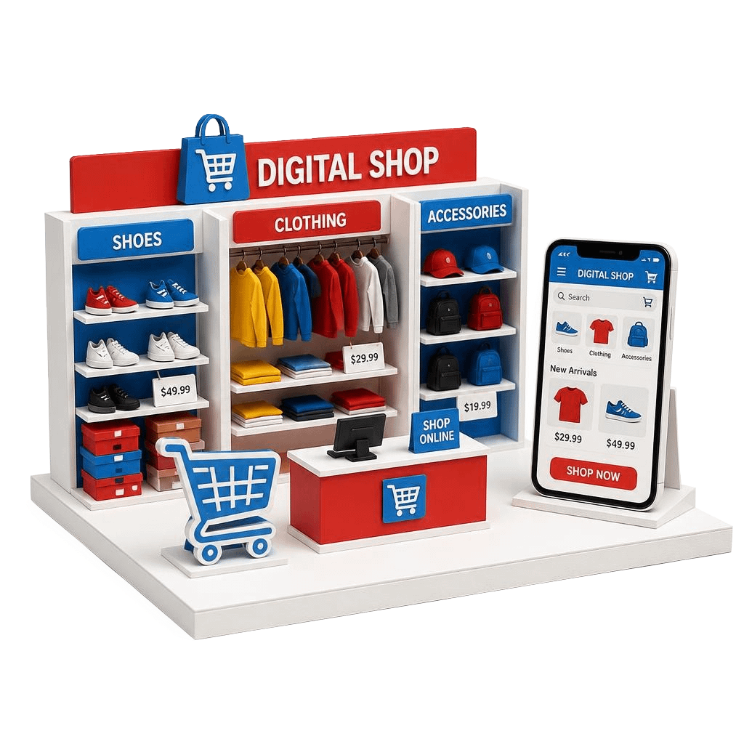 DIGITAL SHOP
SHOES
CLOTHING
ACCESSORIES
$49.99
$29.99
$19.99
SHOP
ONLINE
DIGITAL SHOP
Search
Shoes
Clothing
Accessories
New Arrivals
$29.99
$49.99
SHOP NOW